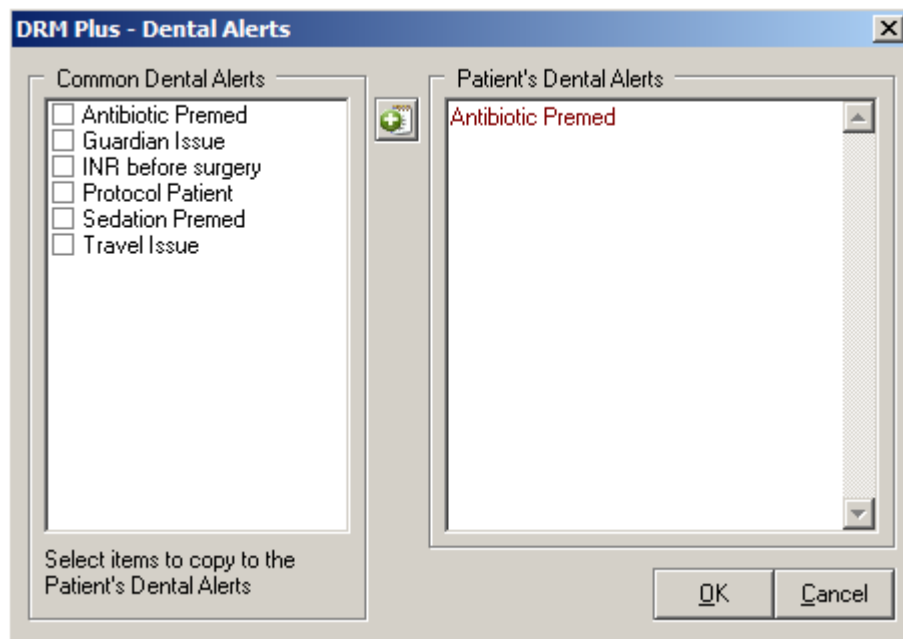 DRM Plus - Dental Alerts
Common Dental Alerts
Antibiotic Premed
Guardian Issue
INR before surgery
Protocol Patient
Sedation Premed
Travel Issue
Select items to copy to the
Patient's Dental Alerts
Patient's Dental Alerts
Antibiotic Premed
OK
Cancel